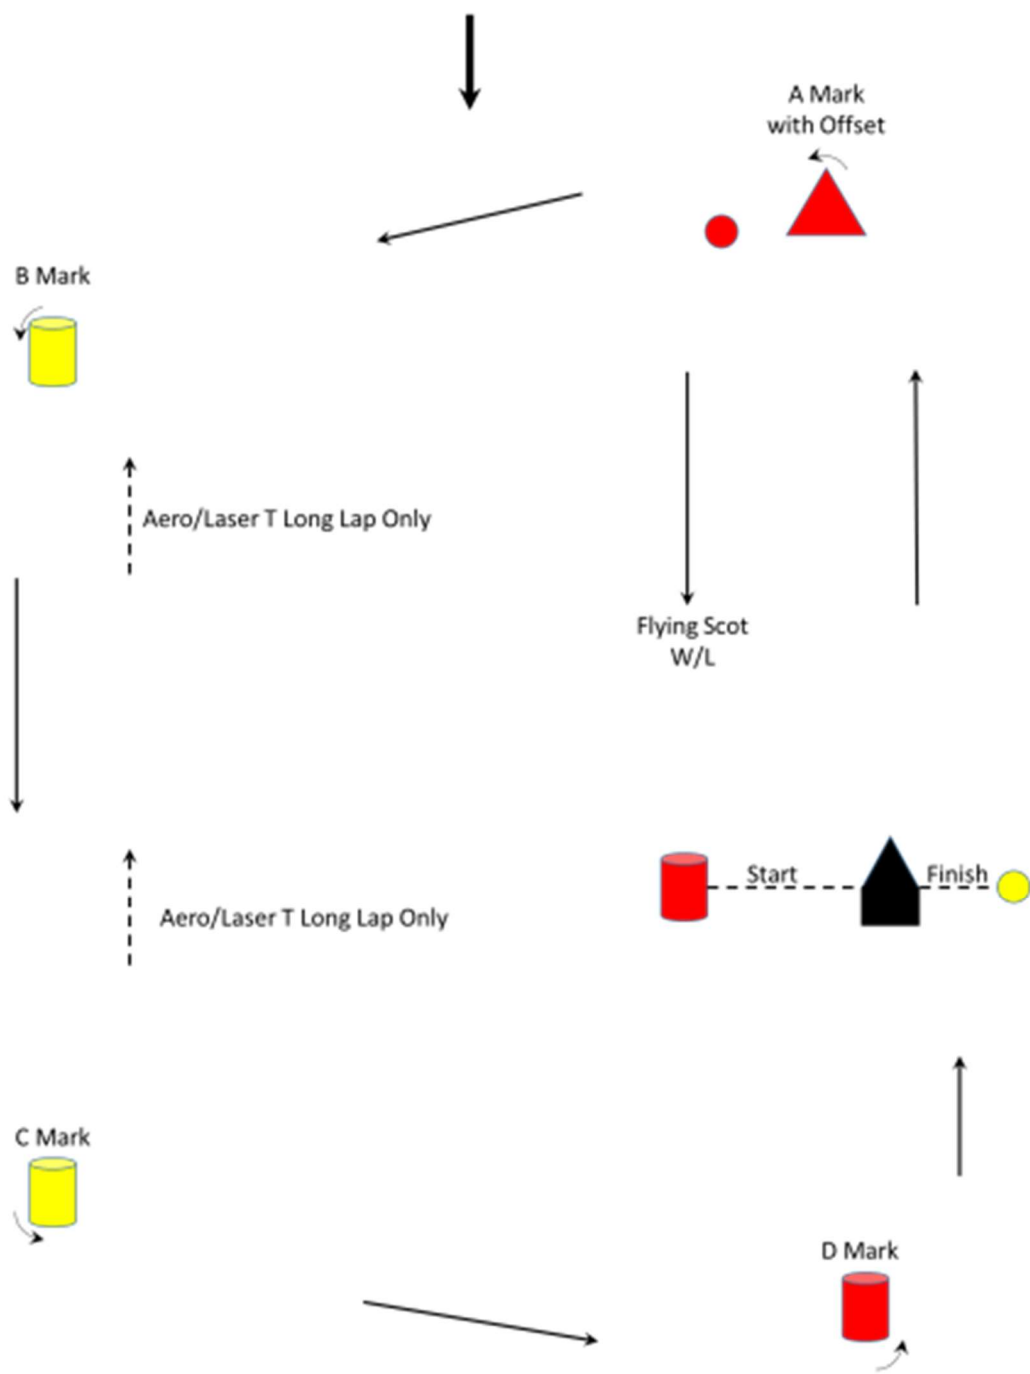 A Mark
with Offset
B Mark
Aero/Laser T Long Lap Only
Flying Scot
W/L
Start
Finish
Aero/Laser T Long Lap Only
C Mark
D Mark